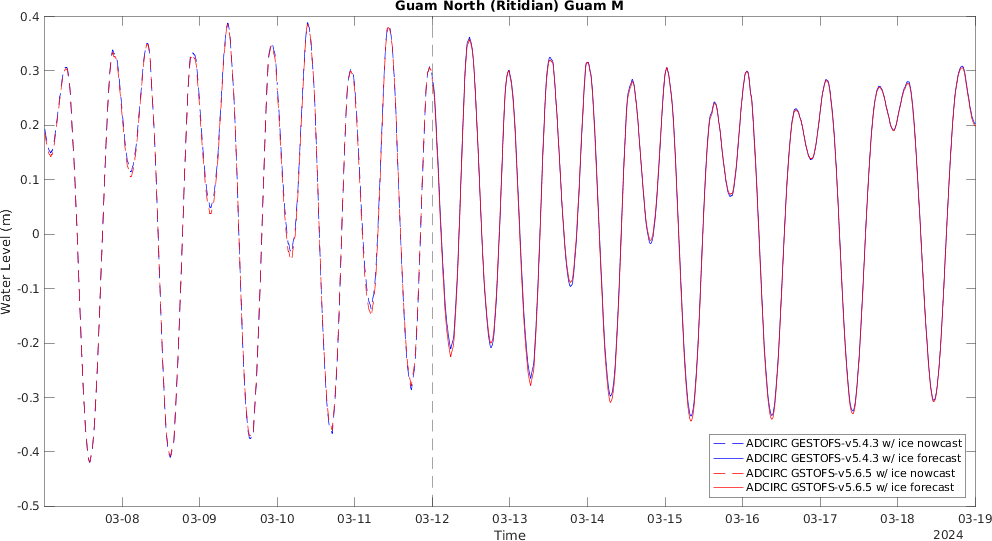 Guam North (Ritidian) Guam M
0.4
0.3
0.2
0.1
0
-0.1
-0.2
-0.3
-0.4
-0.5
Water Level (m)
ADCIRC GESTOFS-v5.4.3 w/ ice nowcast
ADCIRC GESTOFS-v5.4.3 w/ ice forecast
ADCIRC GSTOFS-v5.6.5 w/ ice nowcast
ADCIRC GSTOFS-v5.6.5 w/ ice forecast
03-08 03-09 03-10 03-11 03-12 03-13 03-14 03-15 03-16 03-17 03-18 03-19
Time
2024